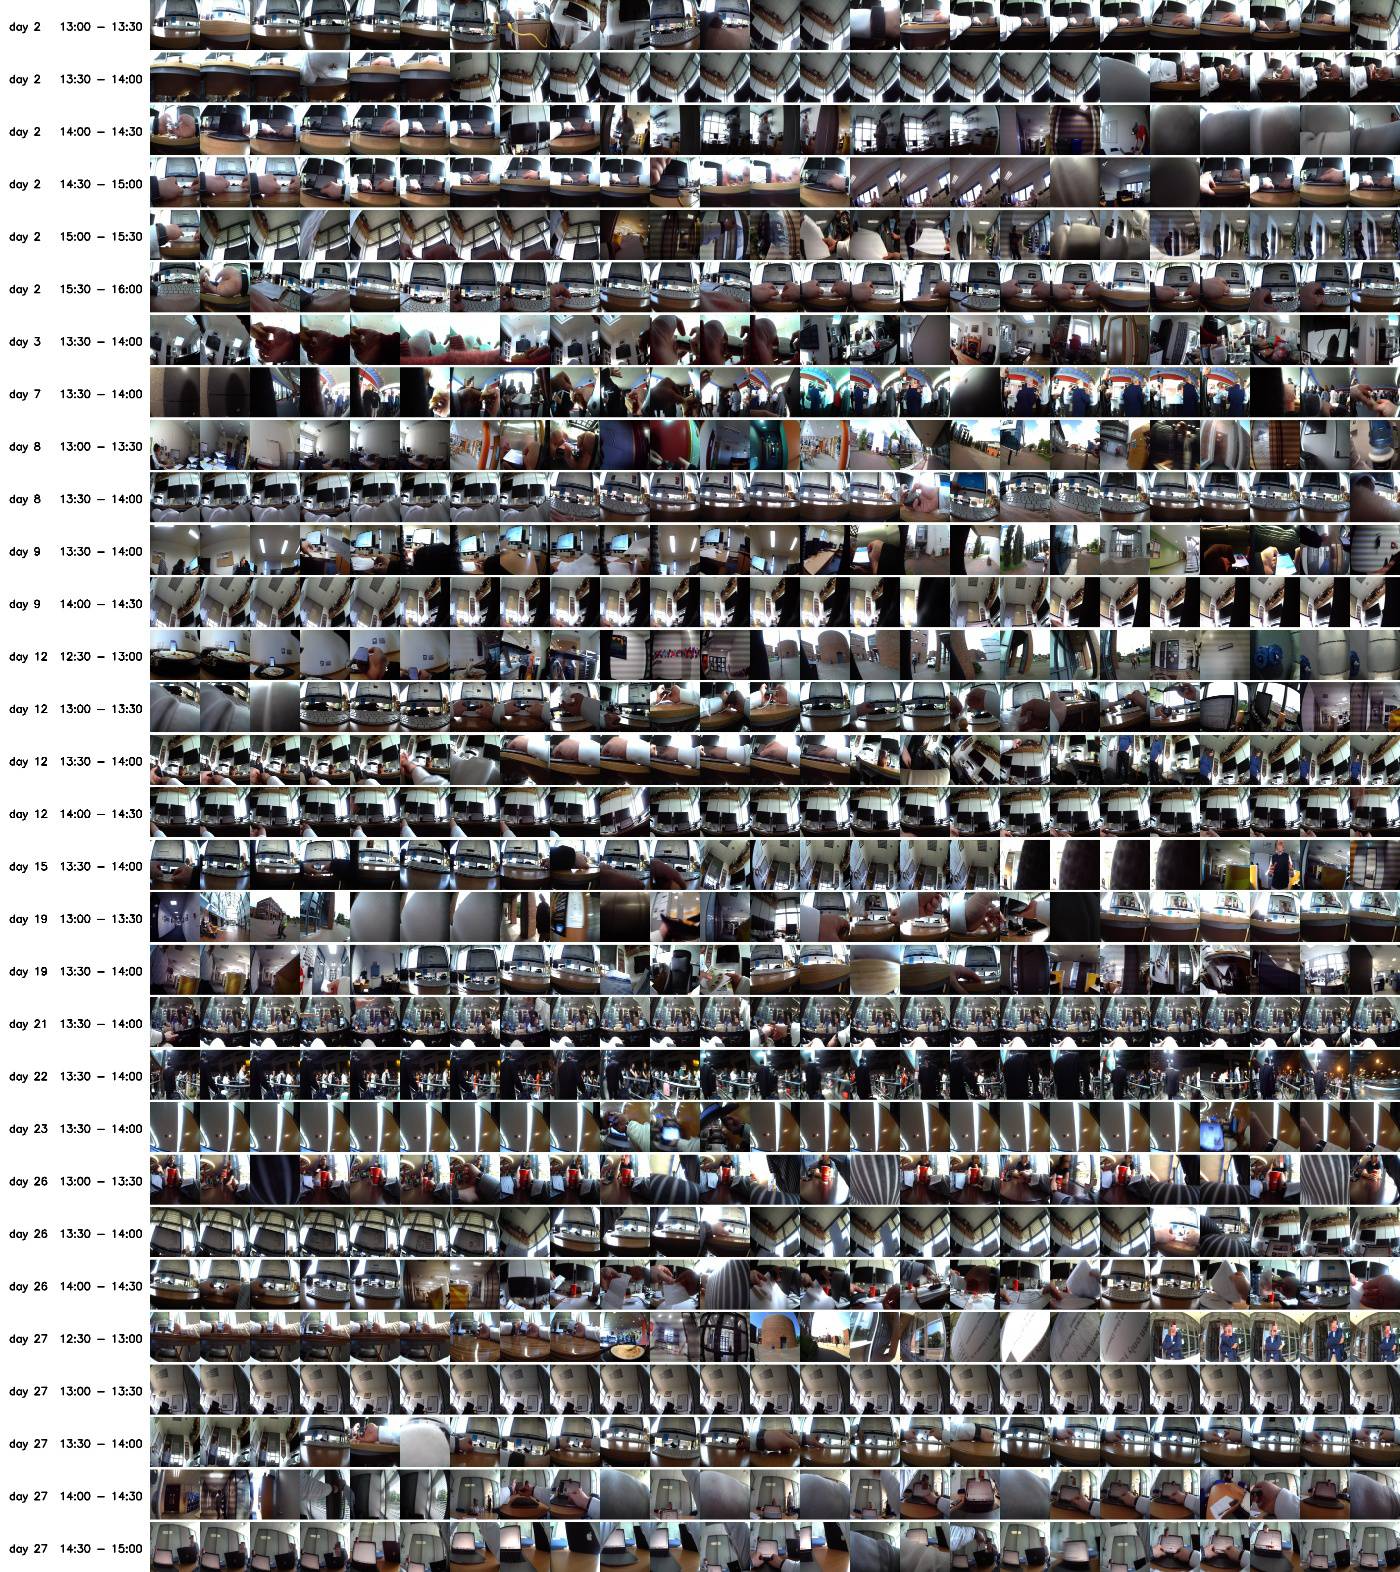 day 2 13:00 – 13:30
day 2 13:30 – 14:00
day 2 14:00 – 14:30
day 2 14:30 – 15:00
day 2 15:00 – 15:30
day 2 15:30 – 16:00
day 3 13:30 – 14:00
day 7 13:30 – 14:00
day 8 13:00 – 13:30
day 8 13:30 – 14:00
day 9 13:30 – 14:00
day 9 14:00 – 14:30
day 12 12:30 – 13:00
day 12 13:00 – 13:30
day 12 13:30 – 14:00
day 12 14:00 – 14:30
day 15 13:30 – 14:00
day 19 13:00 – 13:30
day 19 13:30 – 14:00
day 21 13:30 – 14:00
day 22 13:30 – 14:00
day 23 13:30 – 14:00
day 26 13:00 – 13:30
day 26 13:30 – 14:00
day 26 14:00 – 14:30
day 27 12:30 – 13:00
day 27 13:00 – 13:30
day 27 13:30 – 14:00
day 27 14:00 – 14:30
day 27 14:30 – 15:00